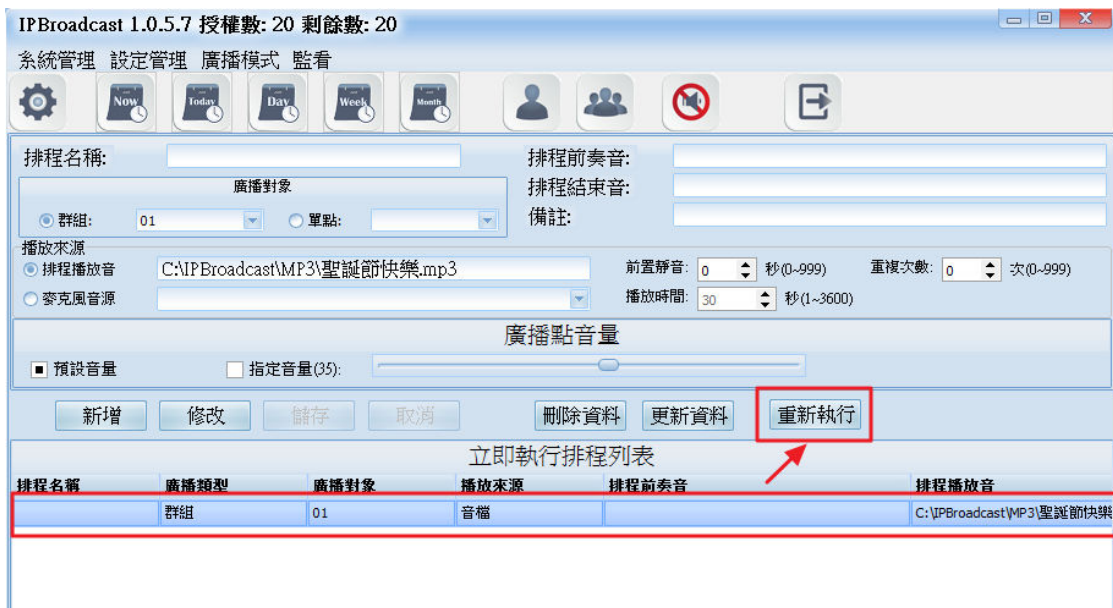 IPBroadcast 1.0.5.7 授權數: 20 剩餘數: 20
系統管理 設定管理 廣播模式 監看
Now Today Day Week Month
排程名稱: 排程前奏音:
廣播對象 排程結束音:
群組: 01 單點: 備註:
播放來源
排程播放音 C:\IPBroadcast\MP3\聖誕節快樂.mp3 前置靜音: 0 秒(0~999) 重複次數: 0 次(0~999)
麥克風音源 播放時間: 30 秒(1~3600)
廣播點音量
預設音量 指定音量(35):
新增 修改 儲存 取消 刪除資料 更新資料 重新執行
立即執行排程列表
排程名稱 廣播類型 廣播對象 播放來源 排程前奏音 排程播放音
群組 01 音檔 C:\IPBroadcast\MP3\聖誕節快樂